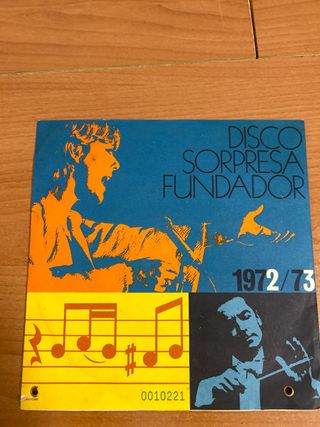 DISCO
SORPRESA
FUNDADOR
1972/73
0010221